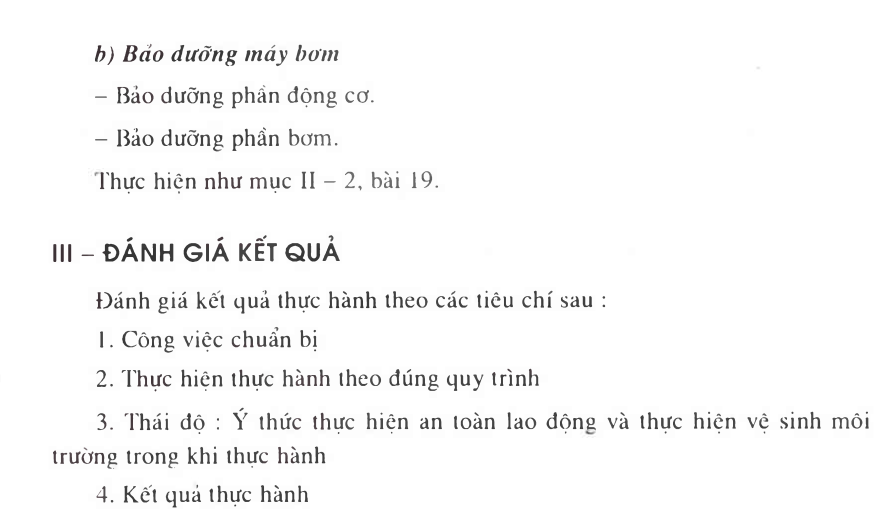 b) Bảo dưỡng máy bơm
– Bảo dưỡng phần động cơ.
– Bảo dưỡng phần bơm.
Thực hiện như mục II – 2, bài 19.
III – ĐÁNH GIÁ KẾT QUẢ
Đánh giá kết quả thực hành theo các tiêu chí sau :
1. Công việc chuẩn bị
2. Thực hiện thực hành theo đúng quy trình
3. Thái độ : Ý thức thực hiện an toàn lao động và thực hiện vệ sinh môi
trường trong khi thực hành
4. Kết quả thực hành